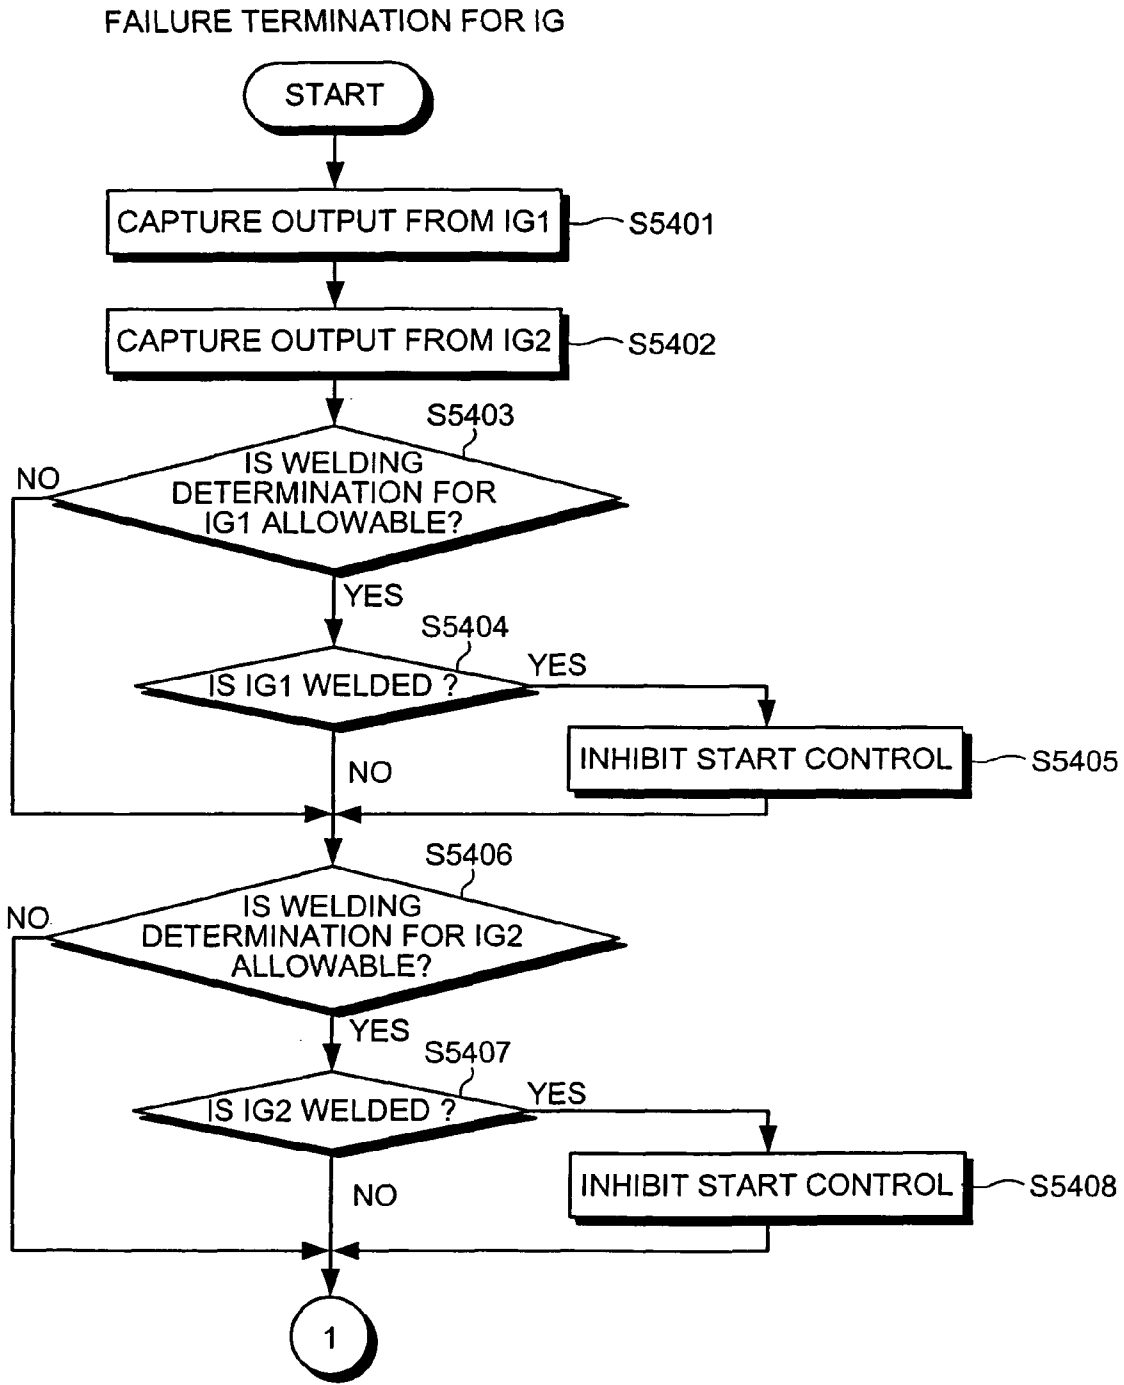 FAILURE TERMINATION FOR IG
START
CAPTURE OUTPUT FROM IG1
S5401
CAPTURE OUTPUT FROM IG2
S5402
S5403
NO
IS WELDING
DETERMINATION FOR
IG1 ALLOWABLE?
YES
S5404
IS IG1 WELDED ?
YES
INHIBIT START CONTROL
S5405
NO
S5406
NO
IS WELDING
DETERMINATION FOR IG2
ALLOWABLE?
YES
S5407
IS IG2 WELDED ?
YES
INHIBIT START CONTROL
S5408
NO
1